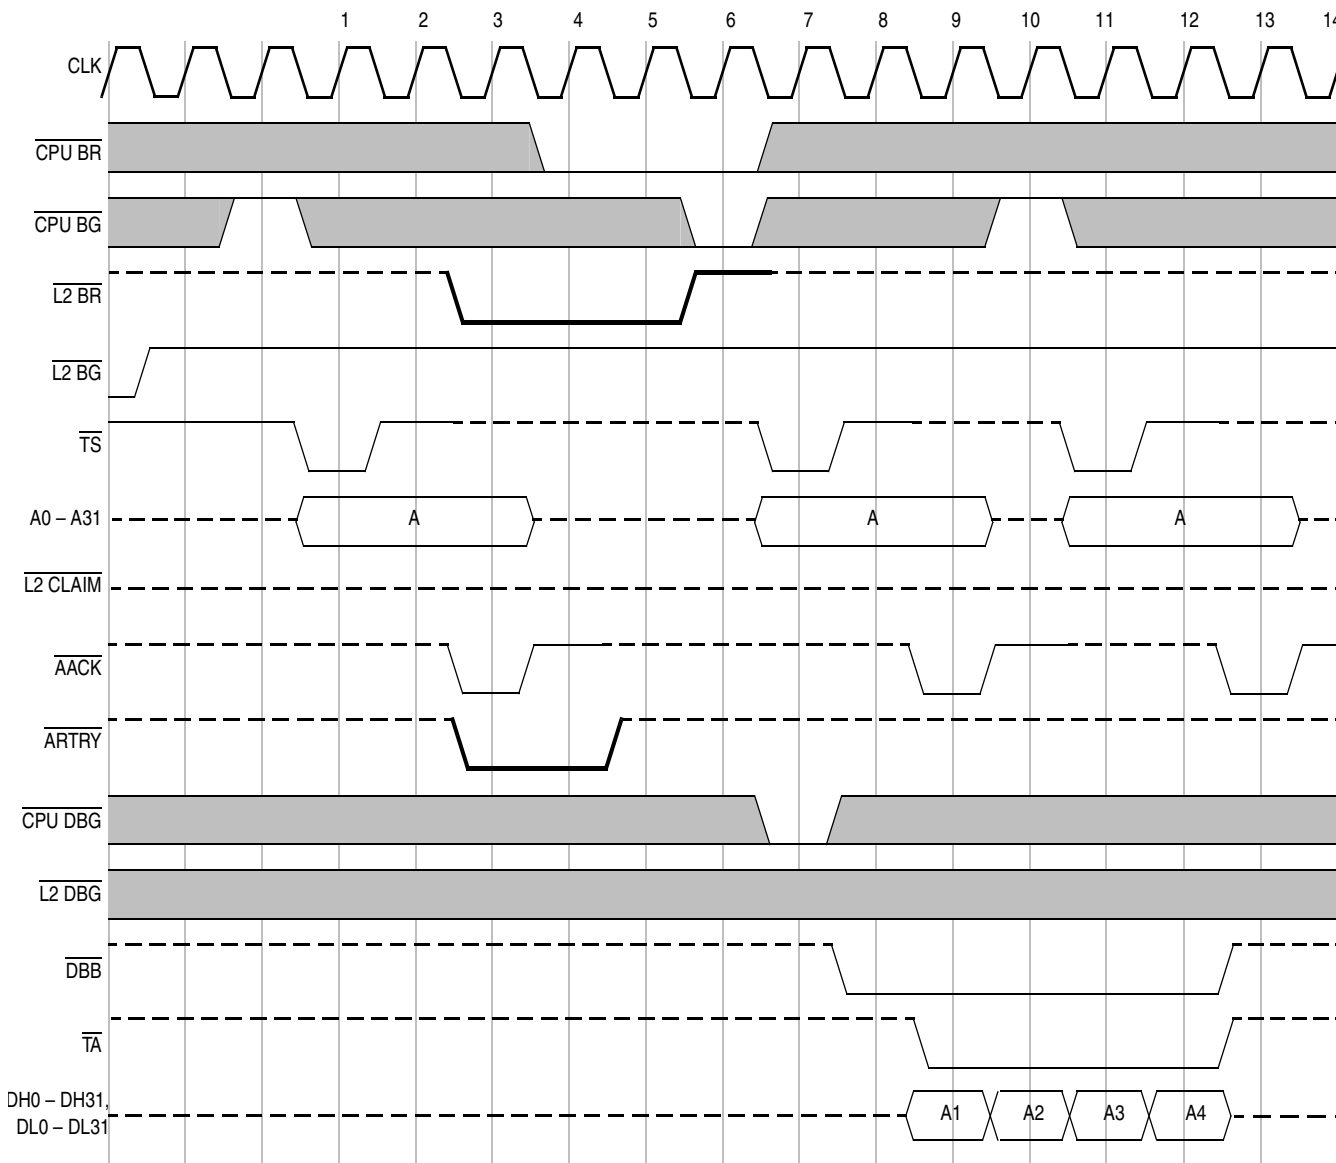 1 2 3 4 5 6 7 8 9 10 11 12 13 14
CLK
CPU BR
CPU BG
L2 BR
L2 BG
TS
A0 – A31 A A A
L2 CLAIM
AACK
ARTRY
CPU DBG
L2 DBG
DBB
TA
DH0 – DH31,
DL0 – DL31 A1 A2 A3 A4